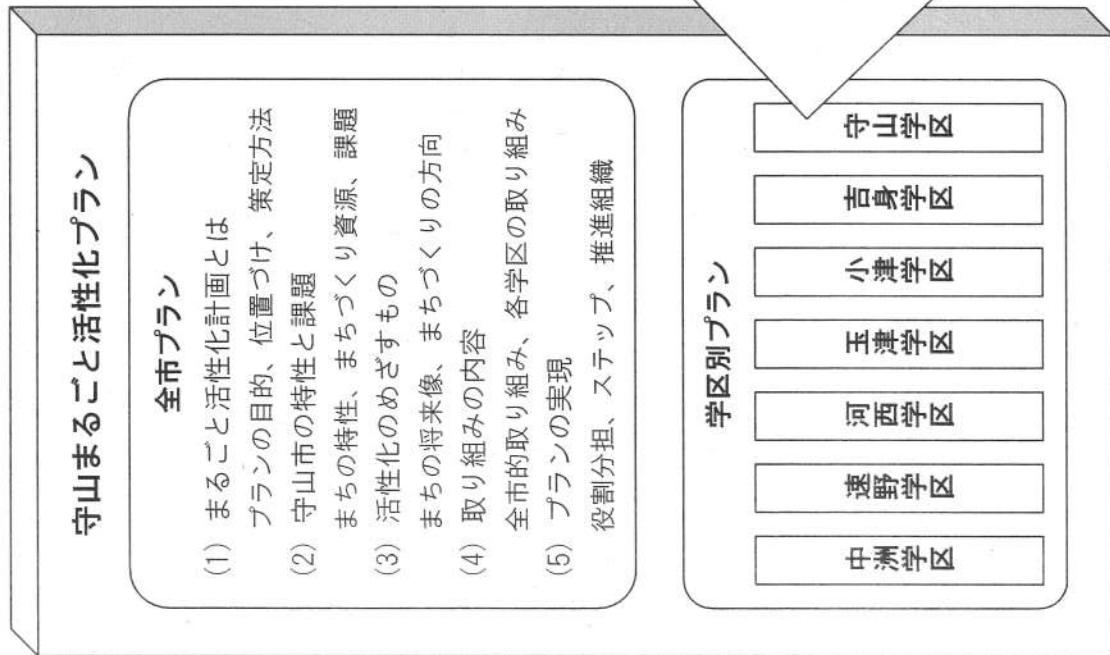 守山まるごと活性化プラン
全市プラン
(1) まるごと活性化計画とは
プランの目的、位置づけ、策定方法
(2) 守山市の特性と課題
まちの特性、まちづくり資源、課題
(3) 活性化のめざすもの
まちの将来像、まちづくりの方向
(4) 取り組みの内容
全市的取り組み、各学区の取り組み
(5) プランの実現
役割分担、ステップ、推進組織
学区別プラン
守山学区
吉身学区
小津学区
玉津学区
河西学区
速野学区
中洲学区